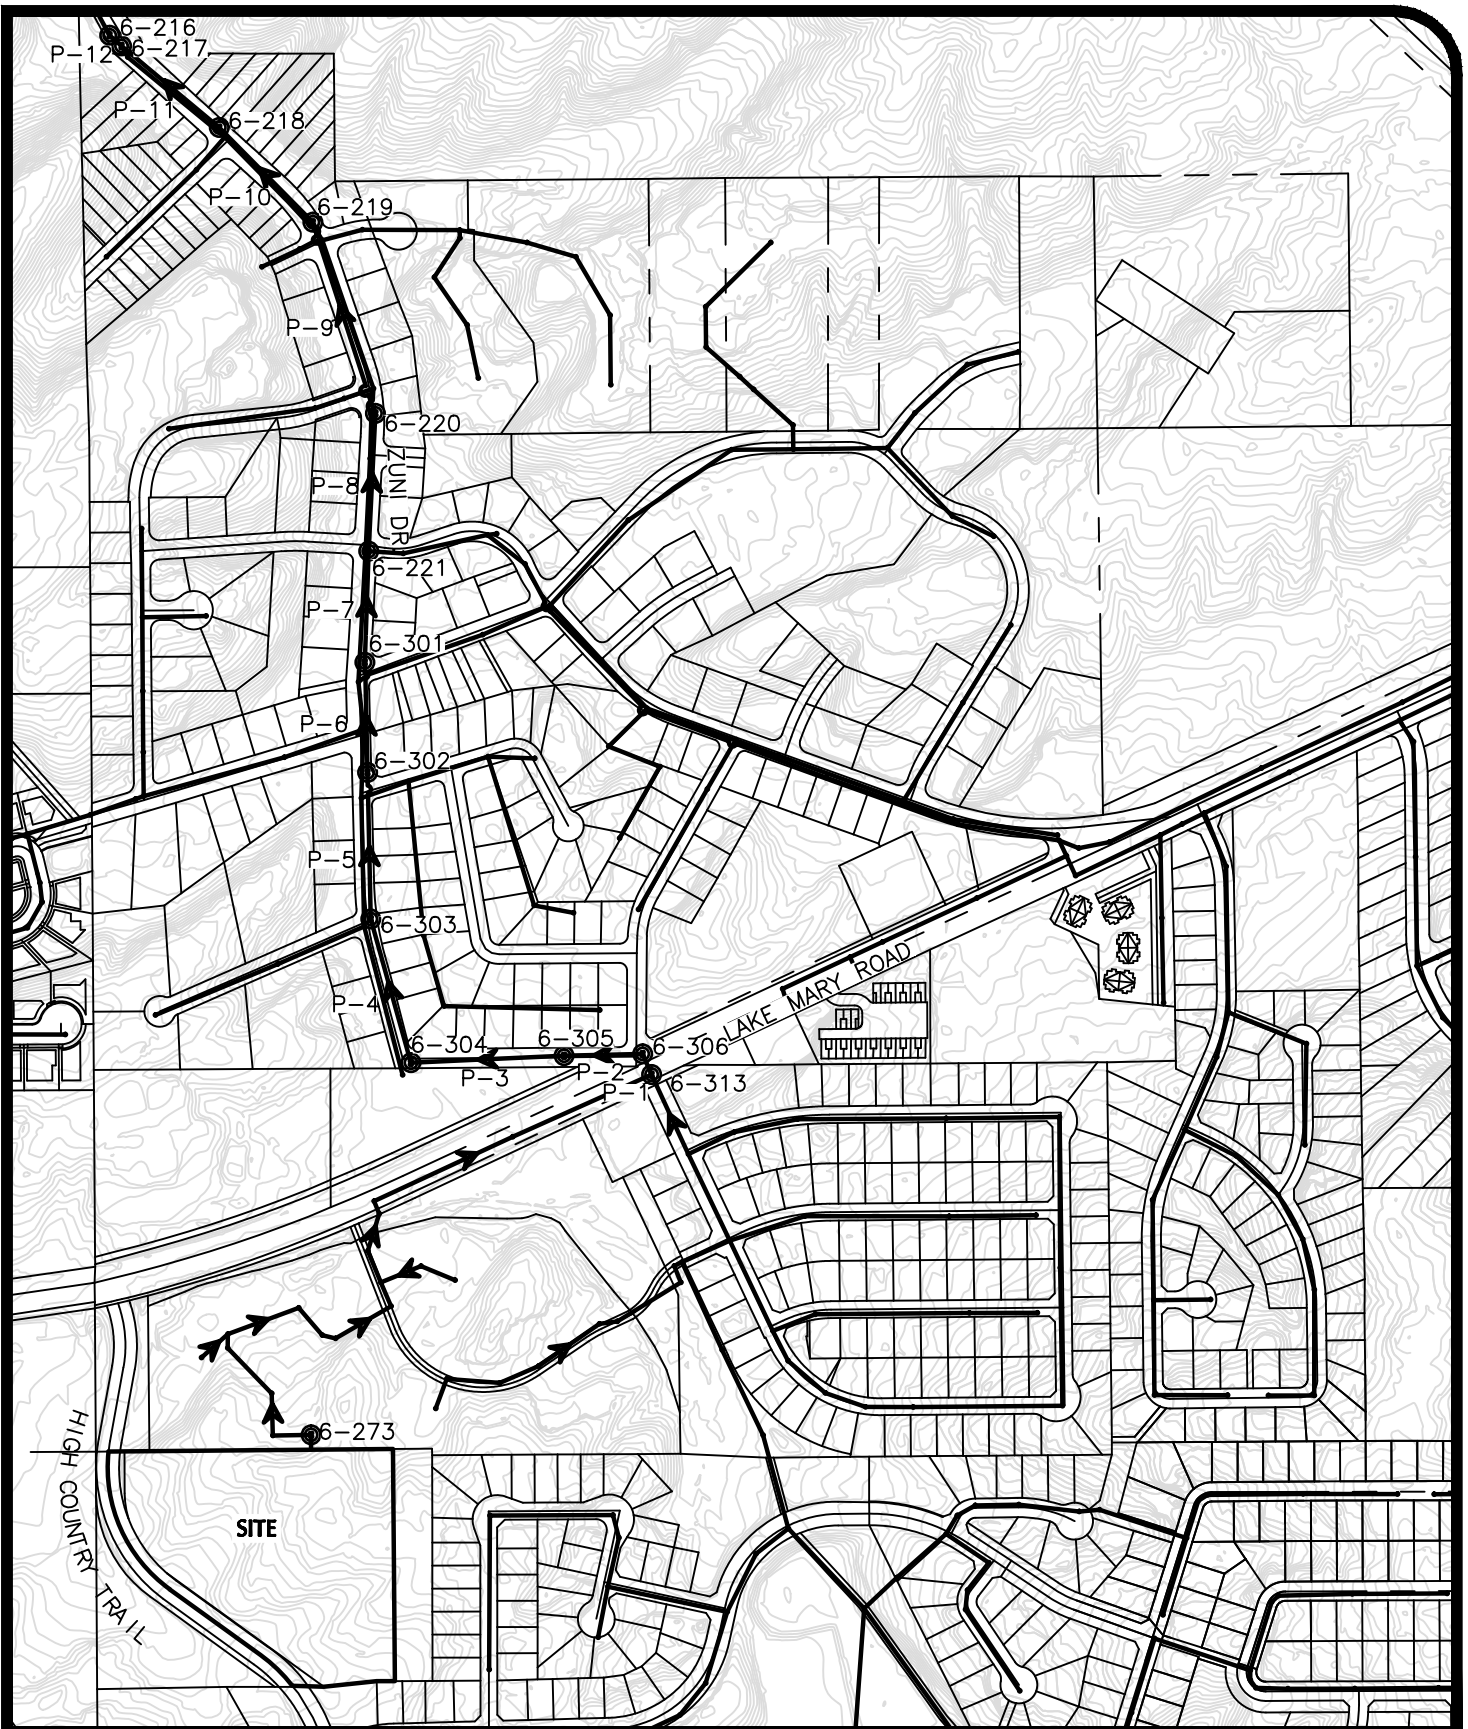 6-216
P-12
6-217
P-11
6-218
P-10
6-219
P-9
6-220
ZUNI DR
P-8
6-221
P-7
6-301
P-6
6-302
P-5
6-303
P-4
LAKE MARY ROAD
6-304
6-305
6-306
P-3
P-2
P-1
6-313
6-273
HIGH COUNTRY TRAIL
SITE